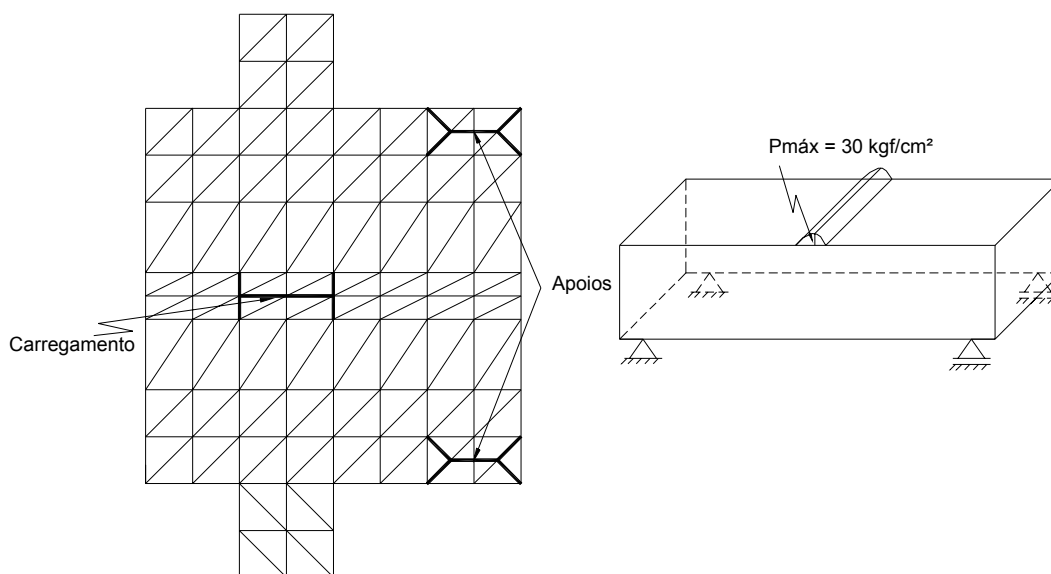 Pmáx = 30 kgf/cm²
Apoios
Carregamento